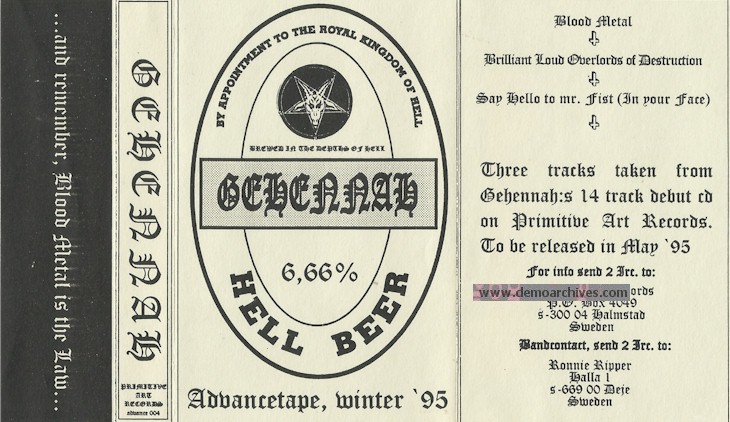 ...and remember, Blood Metal is the Law...
GEHENNAH
PRIMITIVE
ART
RECORDS
advance 004
BY APPOINTMENT TO THE ROYAL KINGDOM OF HELL
BREWED IN THE DEPTHS OF HELL
GEHENNAH
6,66%
HELL BEER
Advancetape, winter `95
Blood Metal
Brilliant Loud Overlords of Destruction
Say Hello to mr. Fist (In your Face)
Three tracks taken from
Gehennah:s 14 track debut cd
on Primitive Art Records.
To be released in May `95
For info send 2 Irc. to:
www.demoarchives.com
P.O. Box 4049
s-300 04 Halmstad
Sweden
Bandcontact, send 2 Irc. to:
Ronnie Ripper
Halla 1
s-669 00 Deje
Sweden